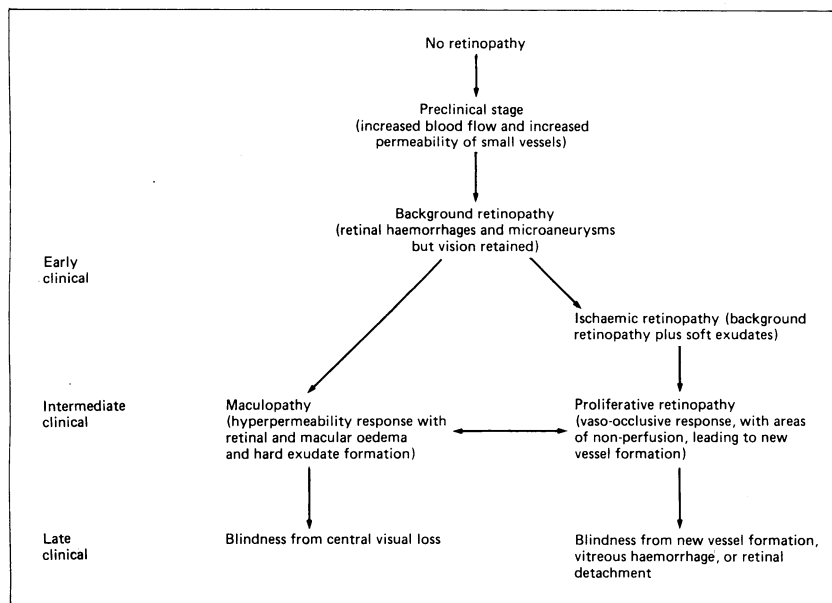 No retinopathy
Preclinical stage
(increased blood flow and increased
permeability of small vessels)
Background retinopathy
(retinal haemorrhages and microaneurysms
but vision retained)
Early
clinical
Ischaemic retinopathy (background
retinopathy plus soft exudates)
Intermediate
clinical
Maculopathy
(hyperpermeability response with
retinal and macular oedema
and hard exudate formation)
Proliferative retinopathy
(vaso-occlusive response, with areas
of non-perfusion, leading to new
vessel formation)
Late
clinical
Blindness from central visual loss
Blindness from new vessel formation,
vitreous haemorrhage, or retinal
detachment